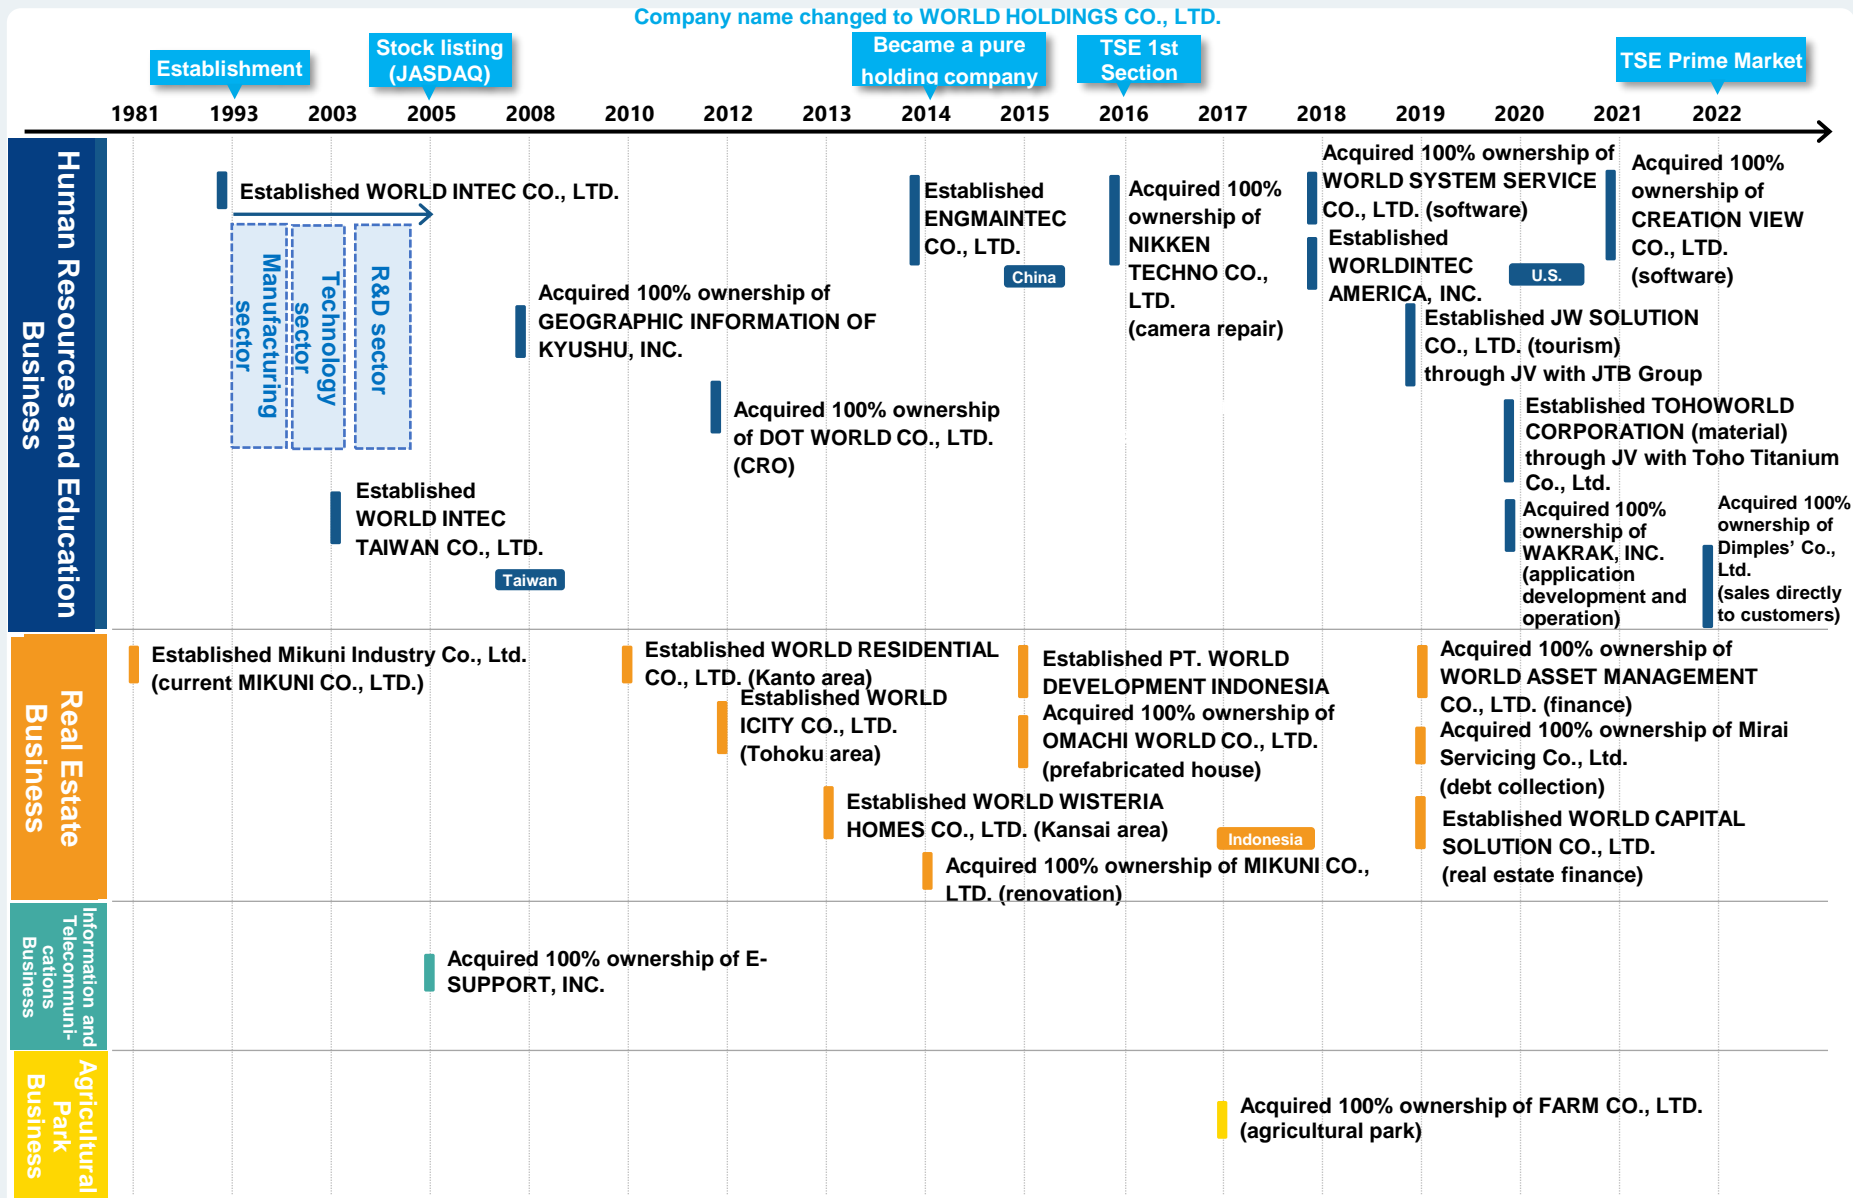 Company name changed to WORLD HOLDINGS CO., LTD.
Establishment
Stock listing
(JASDAQ)
Became a pure
holding company
TSE 1st
Section
TSE Prime Market
1981 1993 2003 2005 2008 2010 2012 2013 2014 2015 2016 2017 2018 2019 2020 2021 2022
Human Resources and Education
Business
Established WORLD INTEC CO., LTD.
Manufacturing
sector
Technology
sector
R&D sector
Established
WORLD INTEC
TAIWAN CO., LTD.
Taiwan
Acquired 100% ownership of
GEOGRAPHIC INFORMATION OF
KYUSHU, INC.
Acquired 100% ownership
of DOT WORLD CO., LTD.
(CRO)
Established
ENGMAINTEC
CO., LTD.
China
Acquired 100%
ownership of
NIKKEN
TECHNO CO.,
LTD.
(camera repair)
Acquired 100% ownership of
WORLD SYSTEM SERVICE
CO., LTD. (software)
Established
WORLDINTEC
AMERICA, INC.
U.S.
Established JW SOLUTION
CO., LTD. (tourism)
through JV with JTB Group
Established TOHOWORLD
CORPORATION (material)
through JV with Toho Titanium
Co., Ltd.
Acquired 100%
ownership of
WAKRAK, INC.
(application
development and
operation)
Acquired 100%
ownership of
CREATION VIEW
CO., LTD.
(software)
Acquired 100%
ownership of
Dimples’ Co.,
Ltd.
(sales directly
to customers)
Real Estate
Business
Established Mikuni Industry Co., Ltd.
(current MIKUNI CO., LTD.)
Established WORLD RESIDENTIAL
CO., LTD. (Kanto area)
Established WORLD
ICITY CO., LTD.
(Tohoku area)
Established WORLD WISTERIA
HOMES CO., LTD. (Kansai area)
Acquired 100% ownership of MIKUNI CO.,
LTD. (renovation)
Established PT. WORLD
DEVELOPMENT INDONESIA
Acquired 100% ownership of
OMACHI WORLD CO., LTD.
(prefabricated house)
Indonesia
Acquired 100% ownership of
WORLD ASSET MANAGEMENT
CO., LTD. (finance)
Acquired 100% ownership of Mirai
Servicing Co., Ltd.
(debt collection)
Established WORLD CAPITAL
SOLUTION CO., LTD.
(real estate finance)
Information and
Telecommuni-
cations
Business
Acquired 100% ownership of E-
SUPPORT, INC.
Agricultural
Park
Business
Acquired 100% ownership of FARM CO., LTD.
(agricultural park)